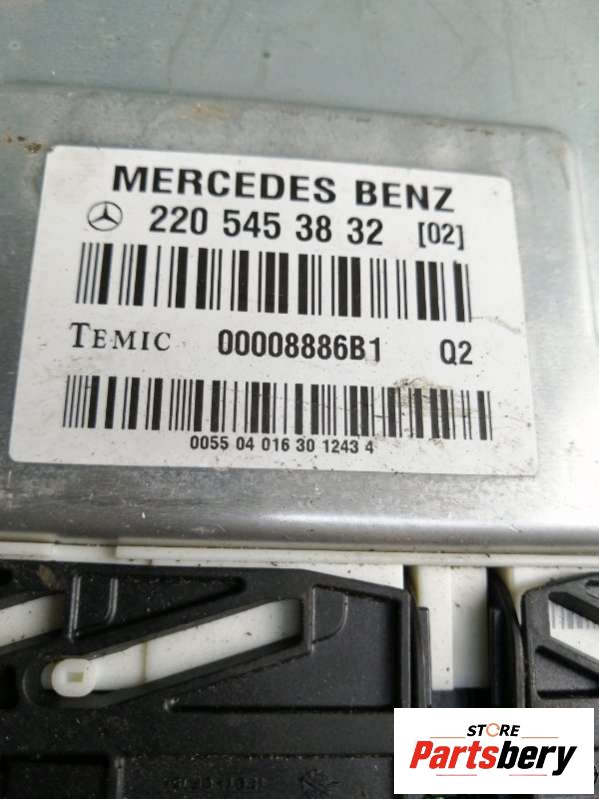 MERCEDES BENZ
220 545 38 32 [02]
TEMIC 00008886B1 Q2
0055 04 016 30 1243 4
STORE
Partsbery